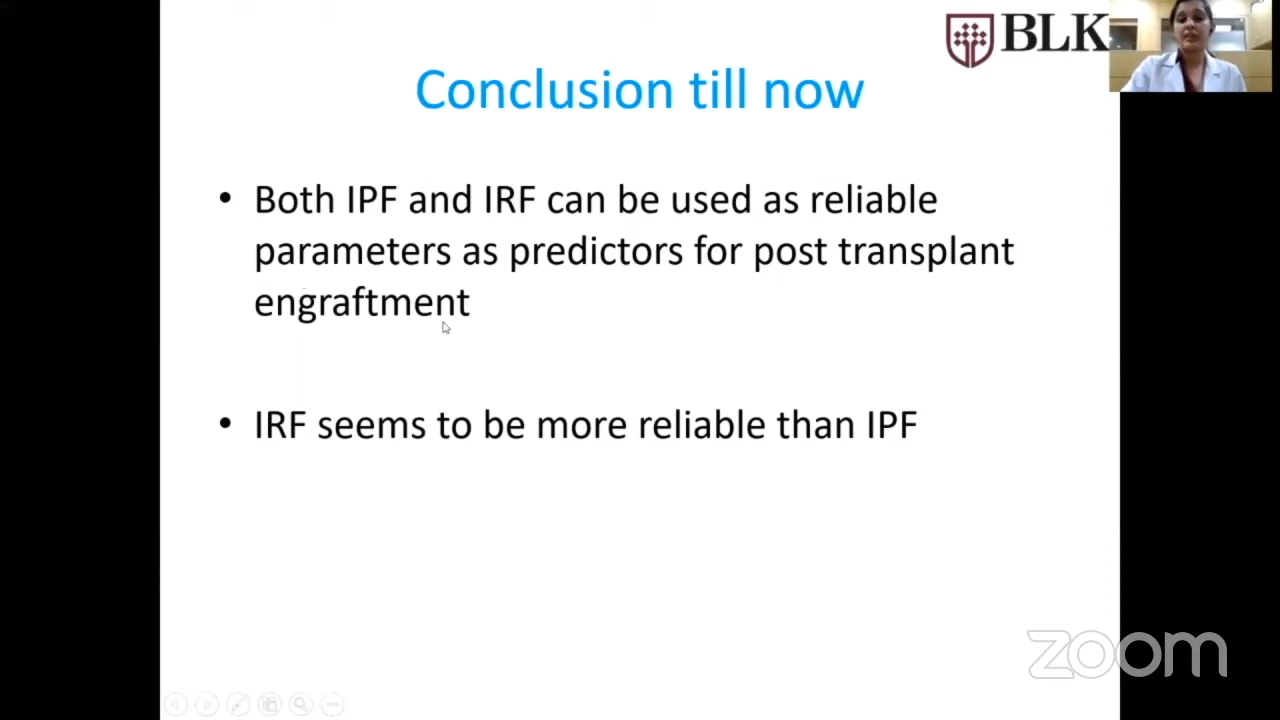 BLK
Conclusion till now
• Both IPF and IRF can be used as reliable
parameters as predictors for post transplant
engraftment
• IRF seems to be more reliable than IPF
zoom